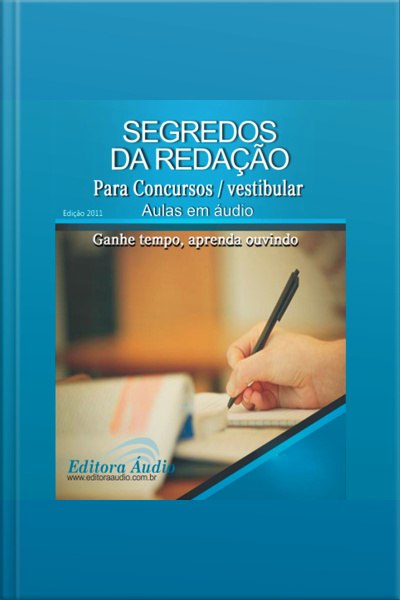 SEGREDOS
DA REDAÇÃO
Para Concursos / vestibular
Edição 2011
Aulas em áudio
Ganhe tempo, aprenda ouvindo
Editora Áudio
www.editoraaudio.com.br